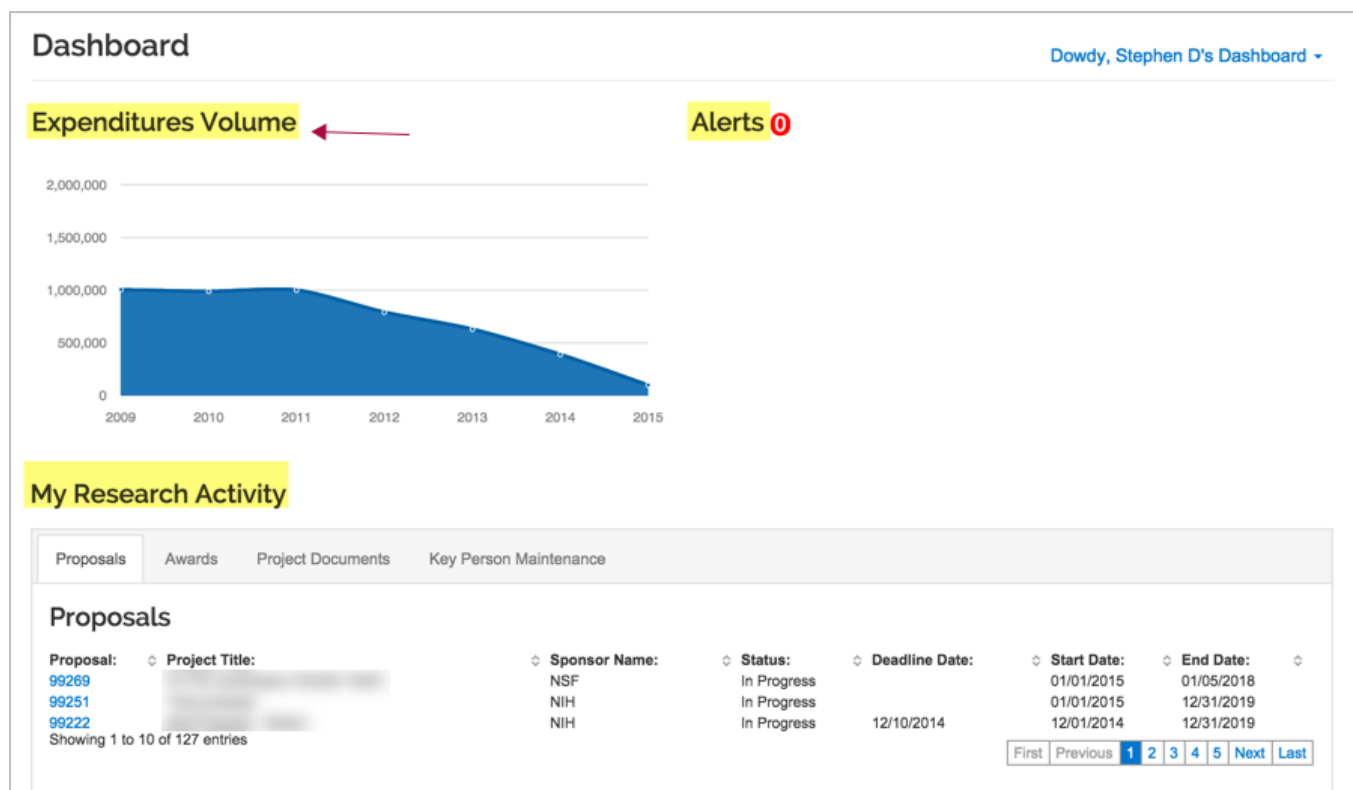 Dashboard
Dowdy, Stephen D's Dashboard
Expenditures Volume
Alerts 0
2,000,000
1,500,000
1,000,000
500,000
0
2009 2010 2011 2012 2013 2014 2015
My Research Activity
Proposals Awards Project Documents Key Person Maintenance
Proposals
Proposal: Project Title: Sponsor Name: Status: Deadline Date: Start Date: End Date:
99269 NSF In Progress 01/01/2015 01/05/2018
99251 NIH In Progress 01/01/2015 12/31/2019
99222 NIH In Progress 12/10/2014 12/01/2014 12/31/2019
Showing 1 to 10 of 127 entries
First Previous 1 2 3 4 5 Next Last